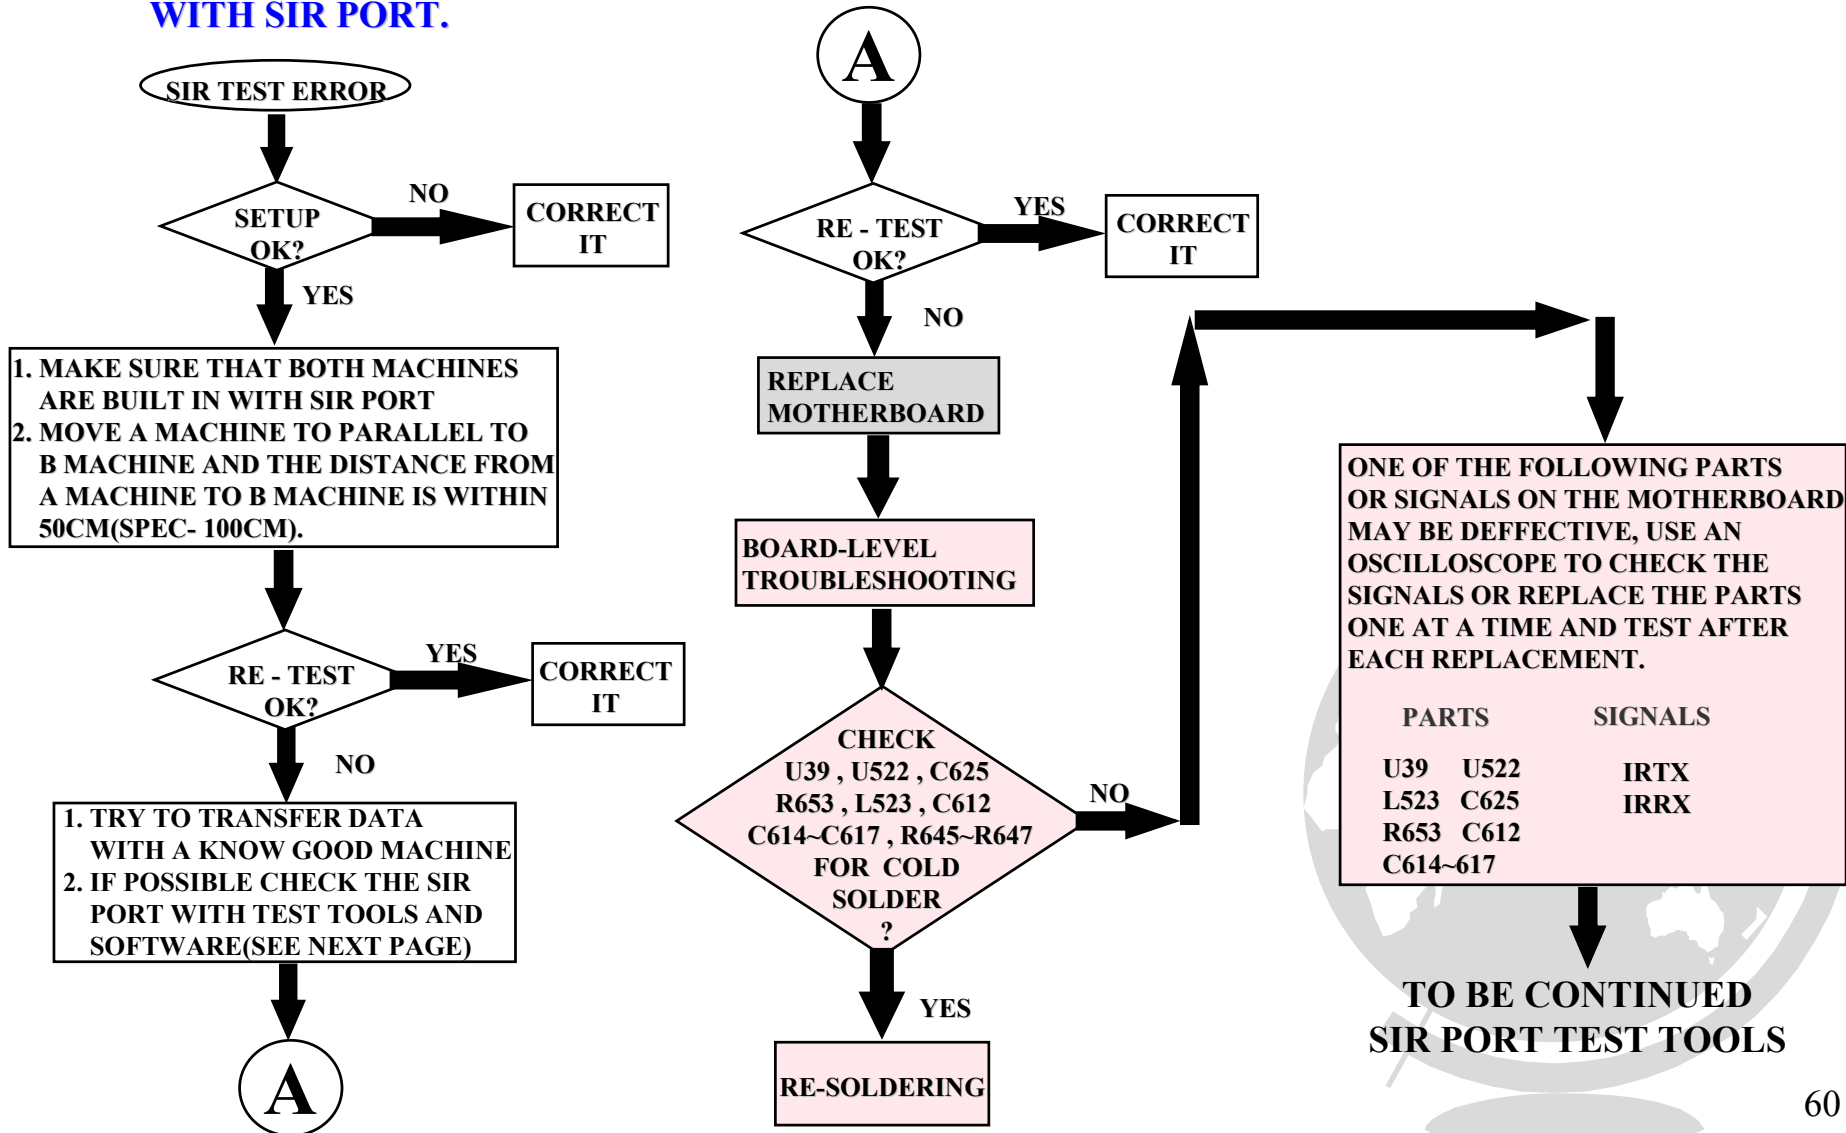 WITH SIR PORT.
SIR TEST ERROR
SETUP
OK?
NO
CORRECT
IT
YES
1. MAKE SURE THAT BOTH MACHINES
ARE BUILT IN WITH SIR PORT
2. MOVE A MACHINE TO PARALLEL TO
B MACHINE AND THE DISTANCE FROM
A MACHINE TO B MACHINE IS WITHIN
50CM(SPEC- 100CM).
RE - TEST
OK?
YES
CORRECT
IT
NO
1. TRY TO TRANSFER DATA
WITH A KNOW GOOD MACHINE
2. IF POSSIBLE CHECK THE SIR
PORT WITH TEST TOOLS AND
SOFTWARE(SEE NEXT PAGE)
A
A
RE - TEST
OK?
YES
CORRECT
IT
NO
REPLACE
MOTHERBOARD
BOARD-LEVEL
TROUBLESHOOTING
CHECK
U39 , U522 , C625
R653 , L523 , C612
C614~C617 , R645~R647
FOR COLD
SOLDER
?
NO
YES
RE-SOLDERING
ONE OF THE FOLLOWING PARTS
OR SIGNALS ON THE MOTHERBOARD
MAY BE DEFFECTIVE, USE AN
OSCILLOSCOPE TO CHECK THE
SIGNALS OR REPLACE THE PARTS
ONE AT A TIME AND TEST AFTER
EACH REPLACEMENT.
PARTS SIGNALS
U39 U522 IRTX
L523 C625 IRRX
R653 C612
C614~617
TO BE CONTINUED
SIR PORT TEST TOOLS
60